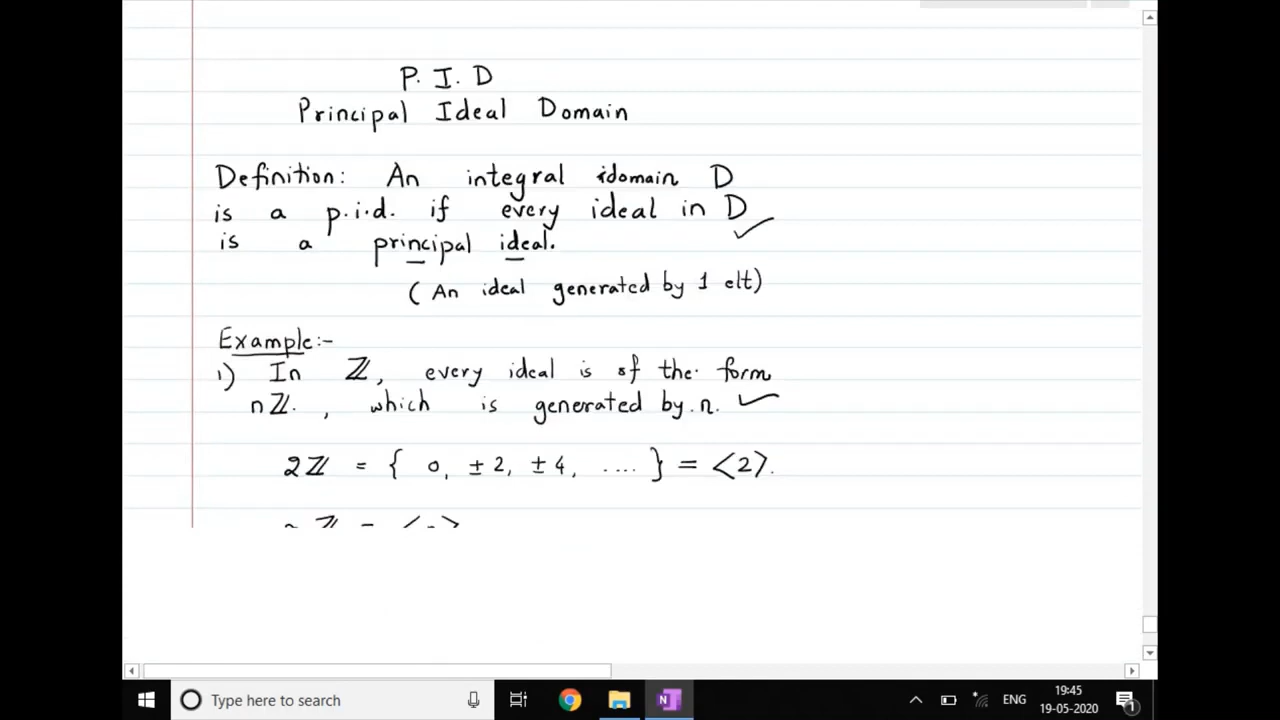 P. I. D
Principal Ideal Domain
Definition: An integral domain D
is a p.i.d. if every ideal in D
is a principal ideal.
(An ideal generated by 1 elt)
Example:-
1) In ℤ, every ideal is of the form
nℤ. , which is generated by n.
2ℤ = { 0, ±2, ±4, .... } = <2>.
Type here to search
ENG
19:45
19-05-2020
1